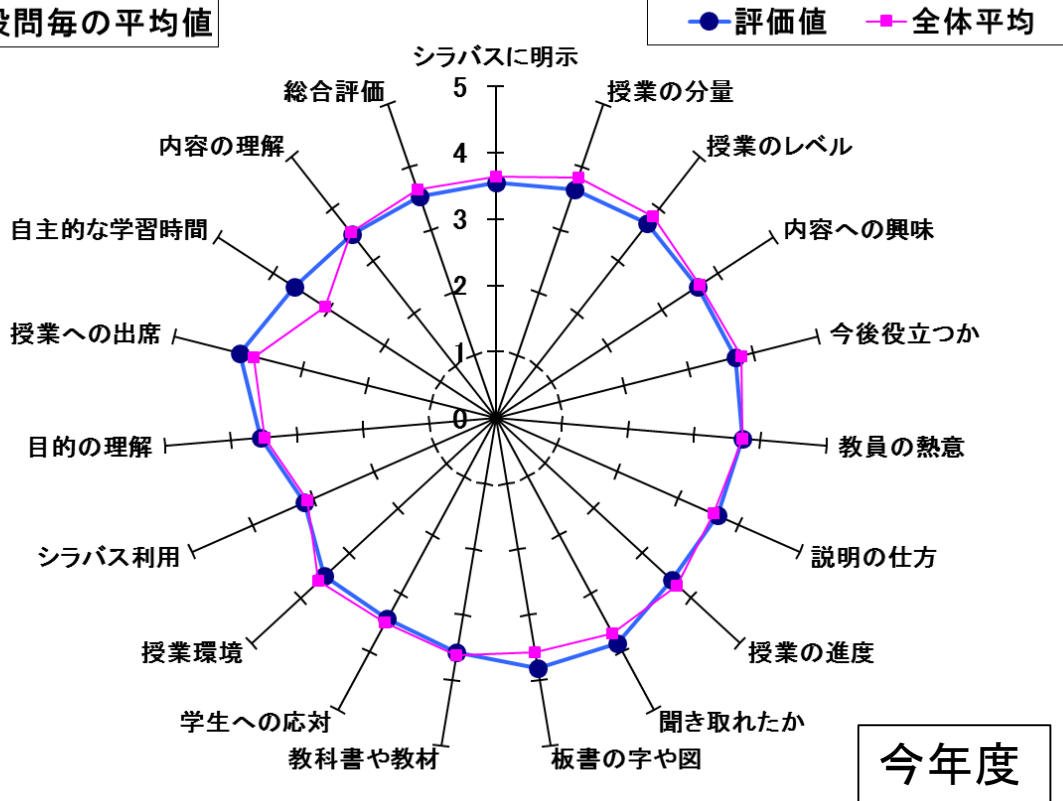 設問毎の平均値
評価値
全体平均
シラバスに明示
授業の分量
授業のレベル
内容への興味
今後役立つか
教員の熱意
説明の仕方
授業の進度
聞き取れたか
板書の字や図
教科書や教材
学生への応対
授業環境
シラバス利用
目的の理解
授業への出席
自主的な学習時間
内容の理解
総合評価
5
4
3
2
1
0
今年度